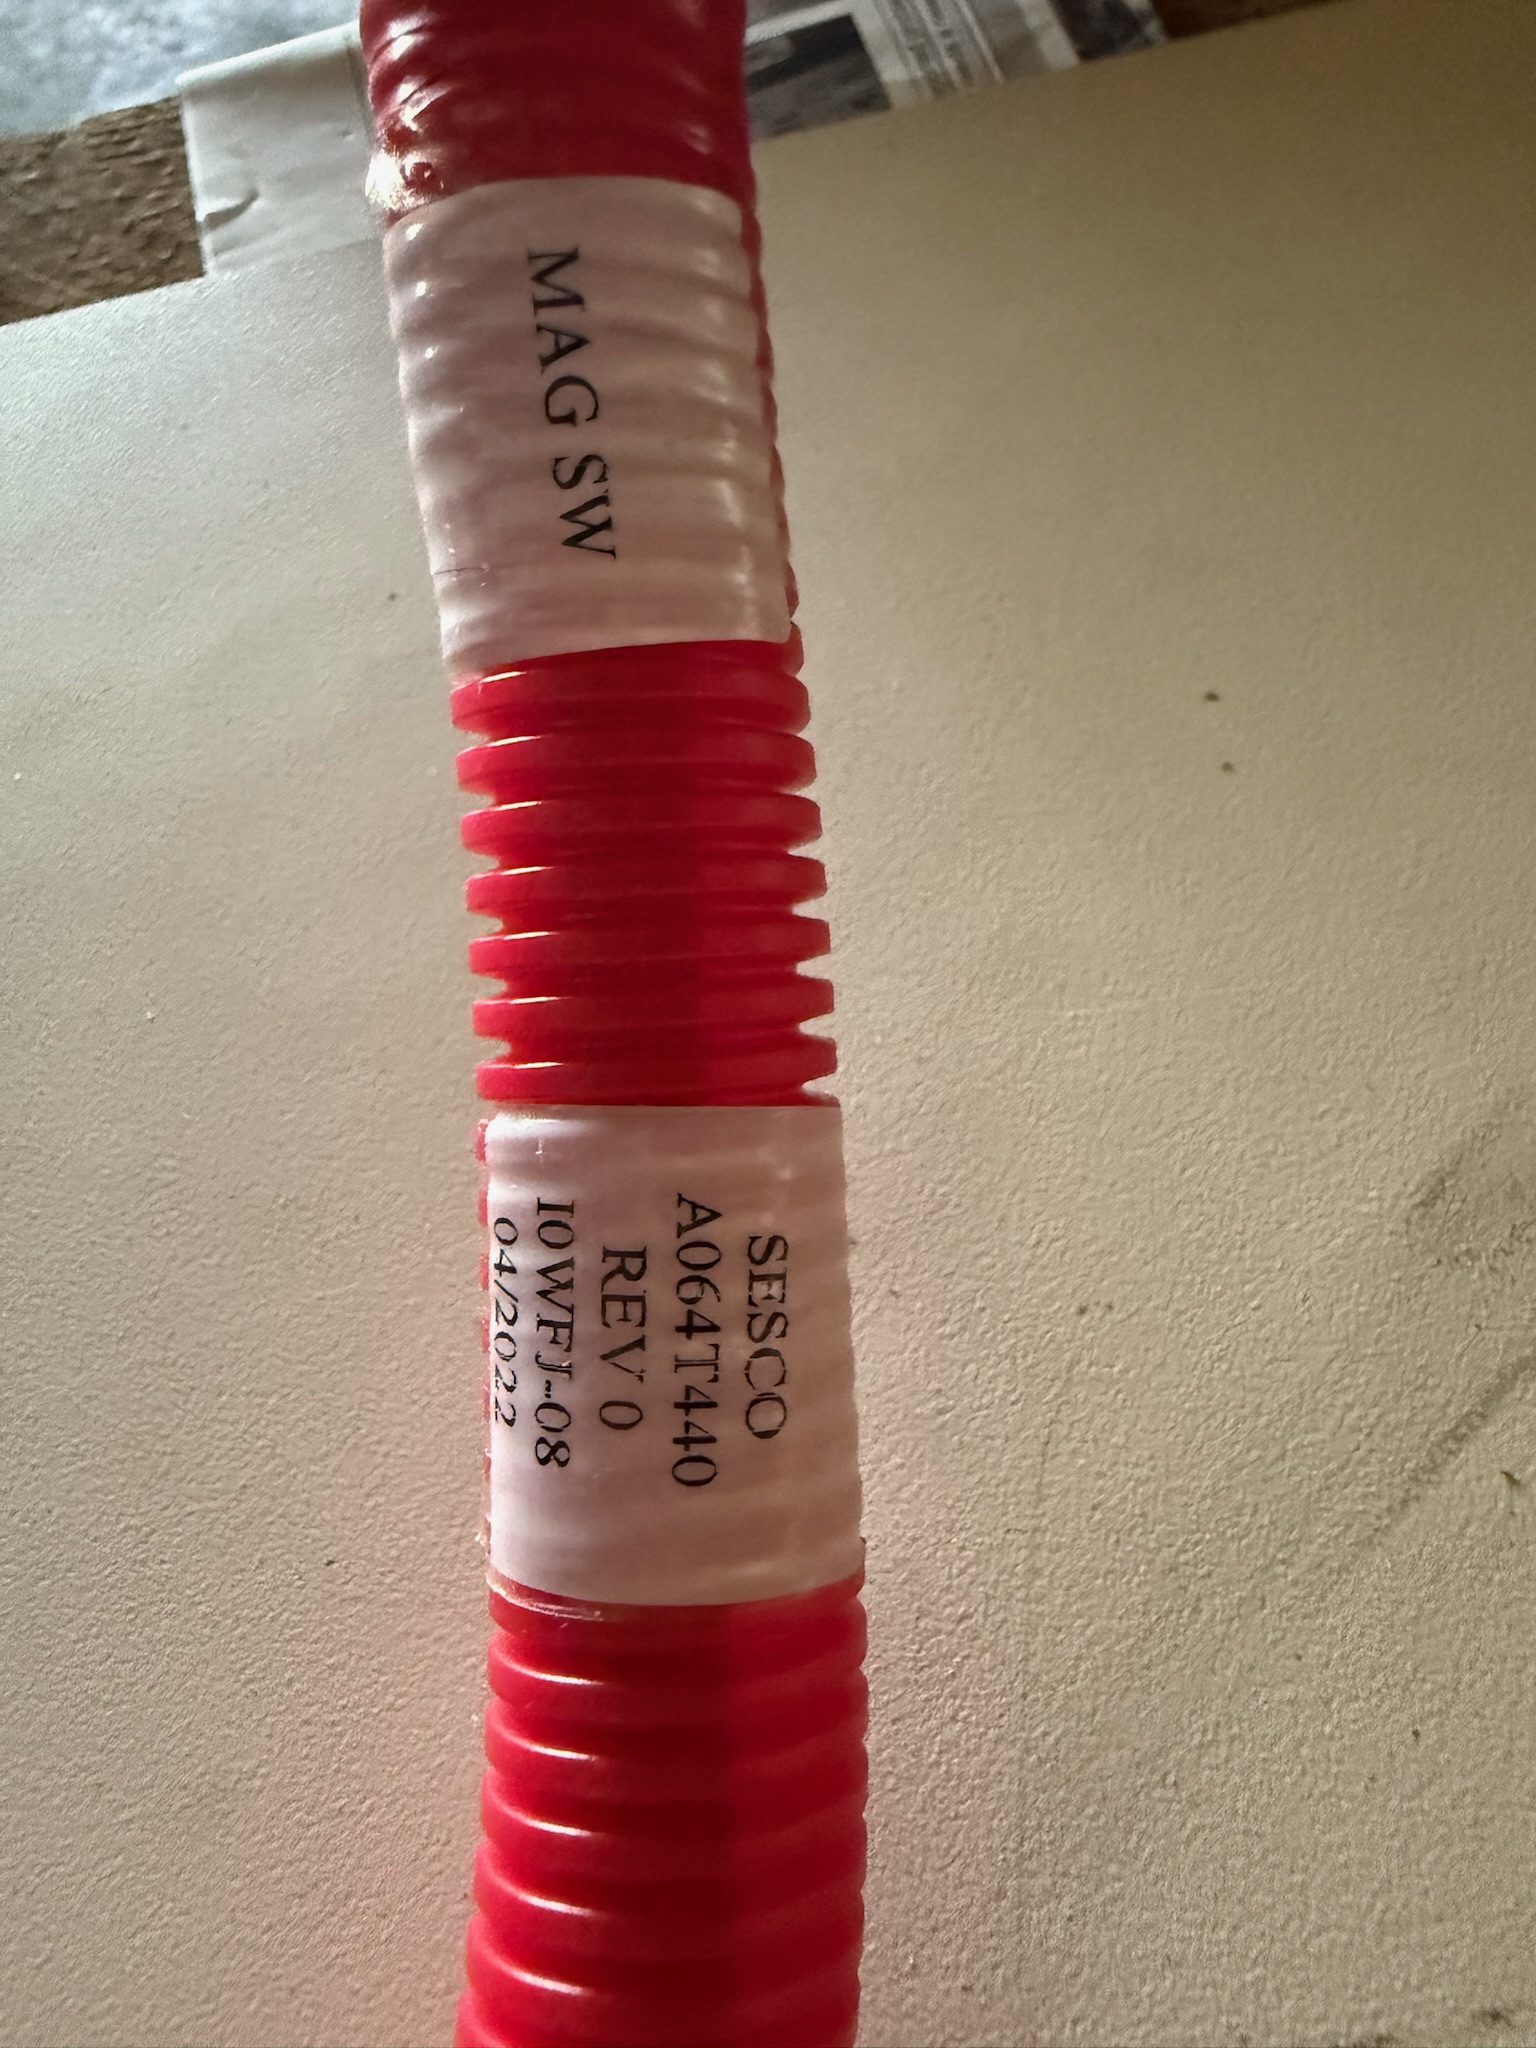 MAG SW
SESCO
A064T440
REV 0
10WFJ-08
04/2022